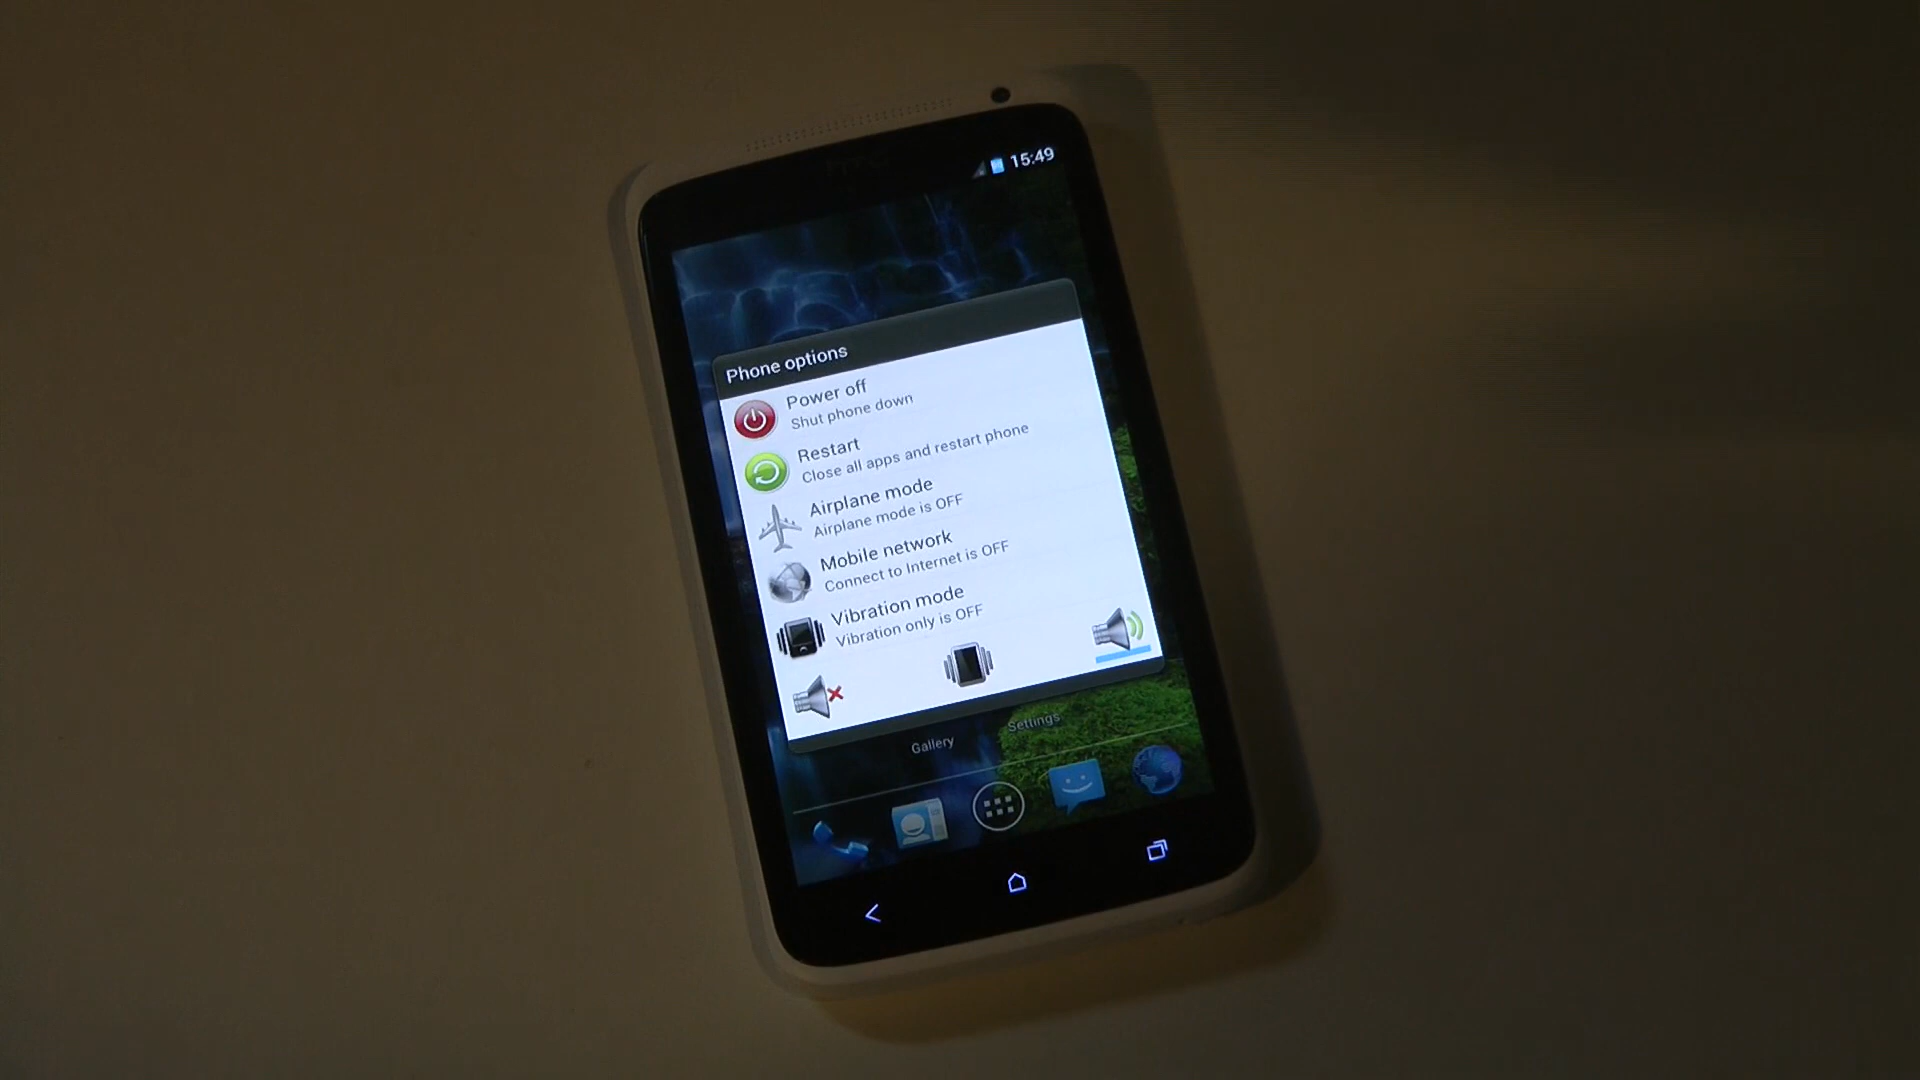 15:49
Phone options
Power off
Shut phone down
Restart
Close all apps and restart phone
Airplane mode
Airplane mode is OFF
Mobile network
Connect to Internet is OFF
Vibration mode
Vibration only is OFF
Gallery
Settings